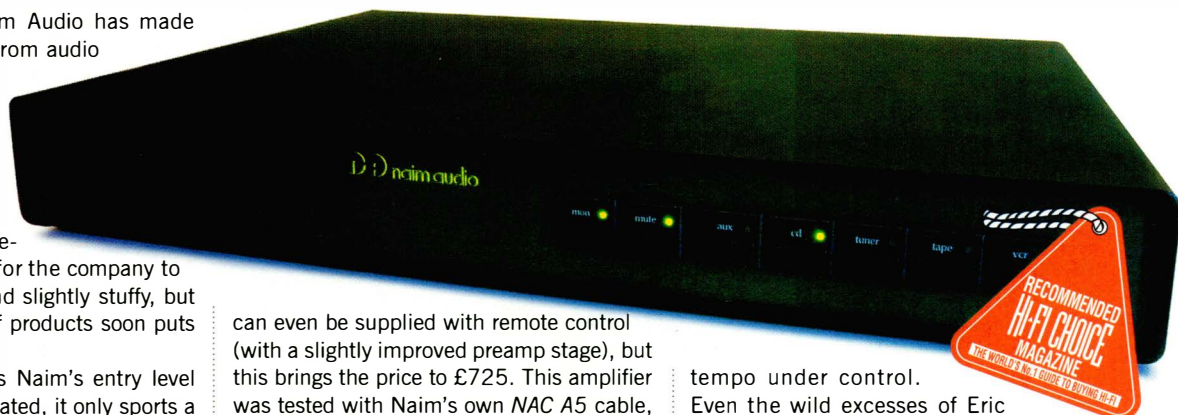 m Audio has made
rom audio
e-
for the company to
nd slightly stuffy, but
f products soon puts
s Naim's entry level
ated, it only sports a
naim audio
mon
mute
aux
cd
tuner
tape
vcr
RECOMMENDED
HI-FI CHOICE
MAGAZINE
THE WORLD'S No.1 GUIDE TO BUYING HI-FI
can even be supplied with remote control
(with a slightly improved preamp stage), but
this brings the price to £725. This amplifier
was tested with Naim's own NAC A5 cable,
tempo under control.
Even the wild excesses of Eric